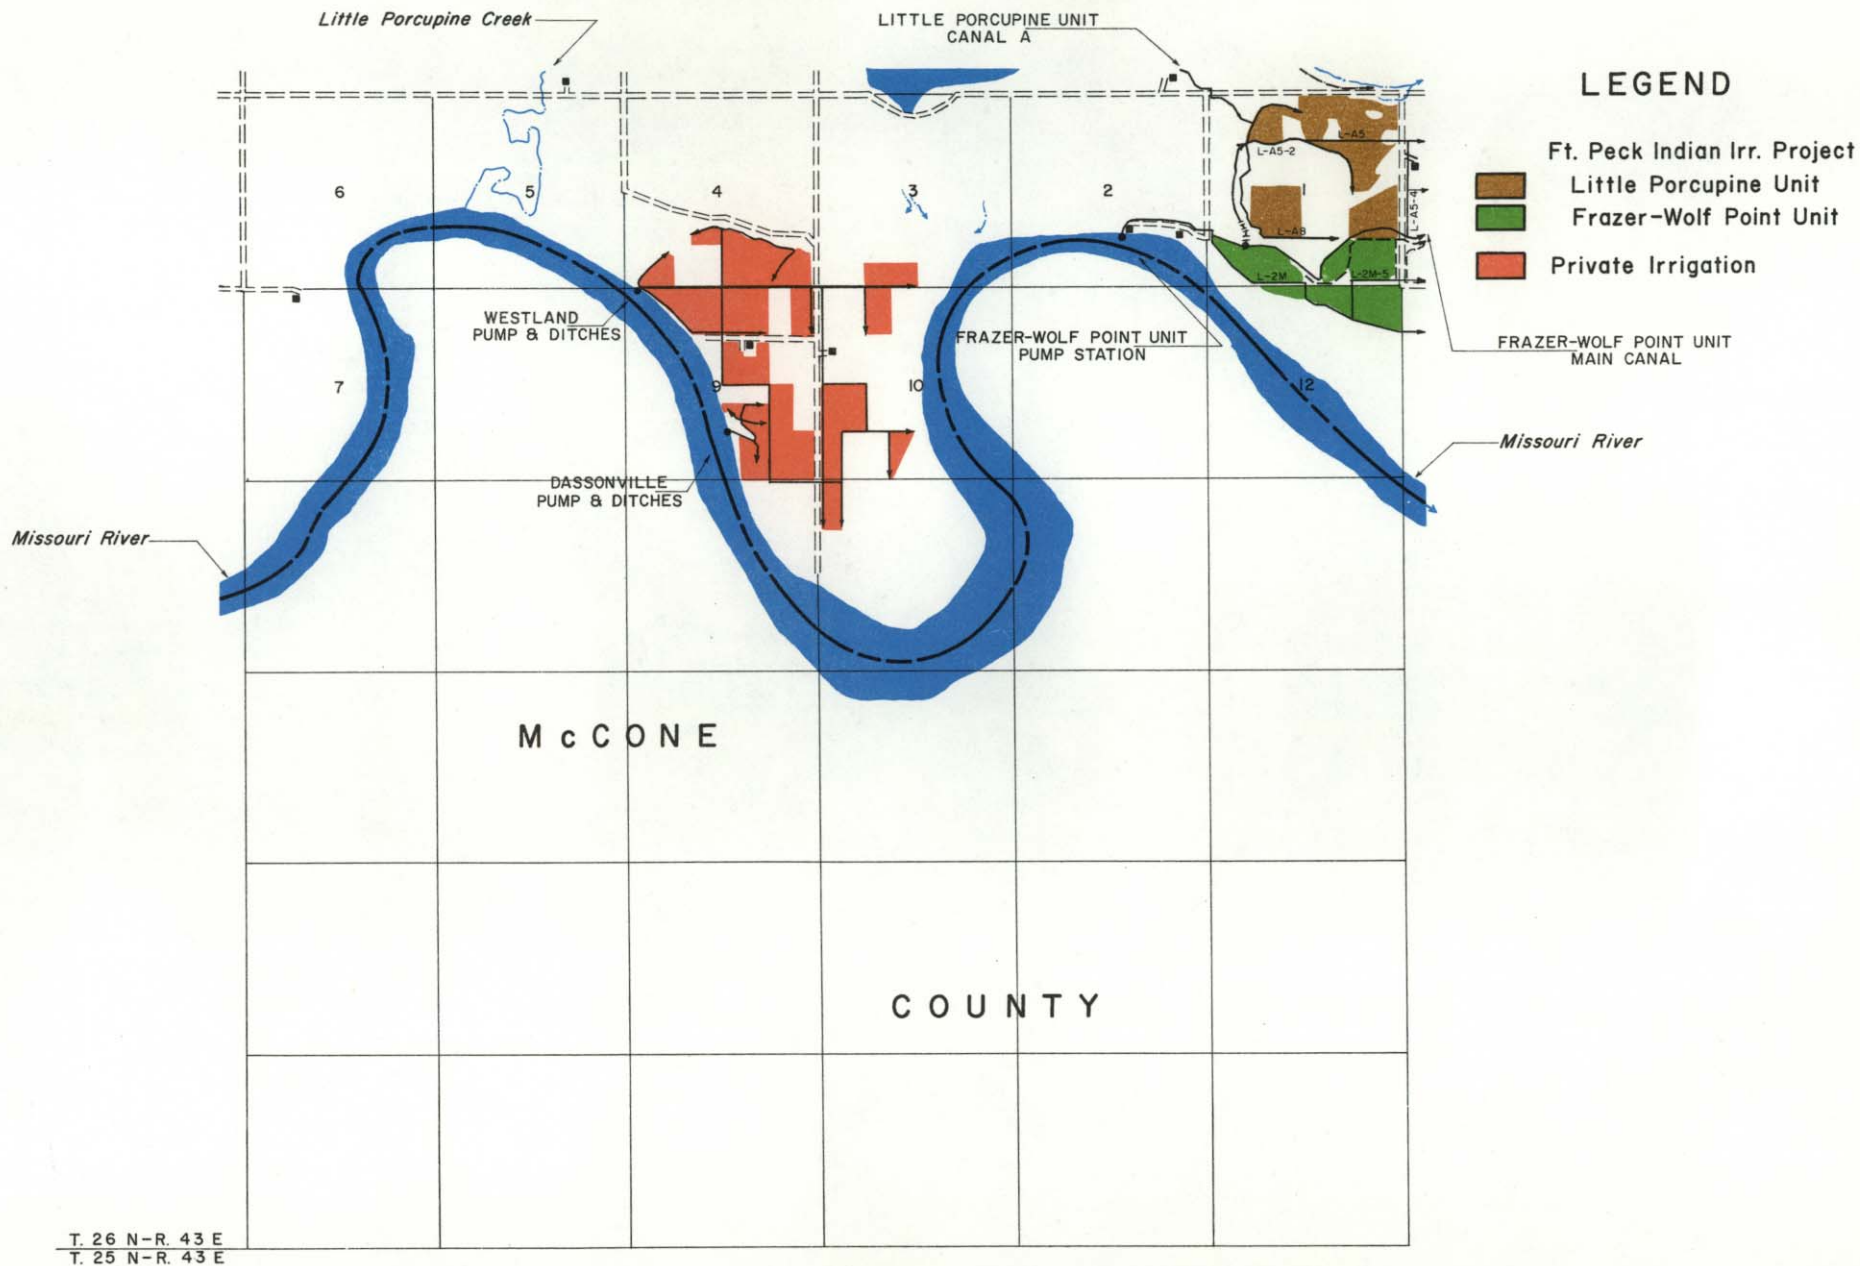 Little Porcupine Creek
LITTLE PORCUPINE UNIT
CANAL A
LEGEND
Ft. Peck Indian Irr. Project
Little Porcupine Unit
Frazer-Wolf Point Unit
Private Irrigation
L-A5
L-A5-2
L-A5-4
6
5
4
3
2
1
L-A8
L-2M
L-2M-5
WESTLAND
PUMP & DITCHES
FRAZER-WOLF POINT UNIT
PUMP STATION
FRAZER-WOLF POINT UNIT
MAIN CANAL
7
9
10
12
Missouri River
DASSONVILLE
PUMP & DITCHES
Missouri River
McCONE
COUNTY
T. 26 N-R. 43 E
T. 25 N-R. 43 E